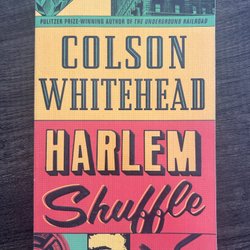 PULITZER PRIZE-WINNING AUTHOR OF THE UNDERGROUND RAILROAD
COLSON
WHITEHEAD
HARLEM
Shuffle